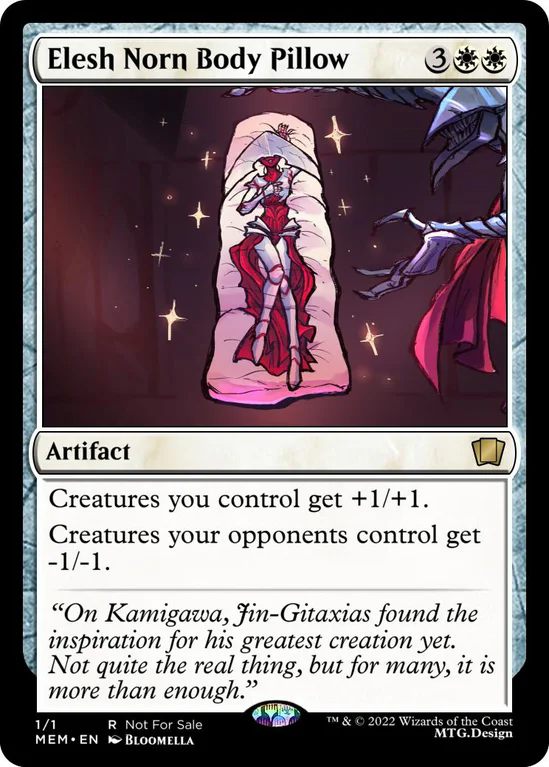 Elesh Norn Body Pillow 3
Artifact
Creatures you control get +1/+1.
Creatures your opponents control get
-1/-1.
“On Kamigawa, Jin-Gitaxias found the
inspiration for his greatest creation yet.
Not quite the real thing, but for many, it is
more than enough.”
1/1 R Not For Sale
MEM•EN Bloomella
™ & © 2022 Wizards of the Coast
MTG.Design